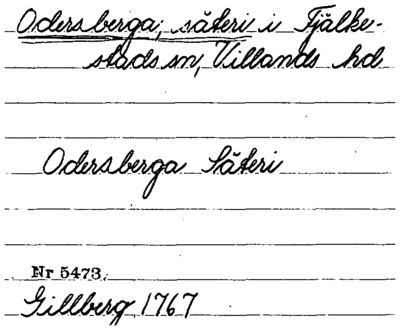 Odersberga, säteri i Fjälke-
stads sn, Villands hd
Odersberga Säteri
Nr 5473.
Gillberg 1767